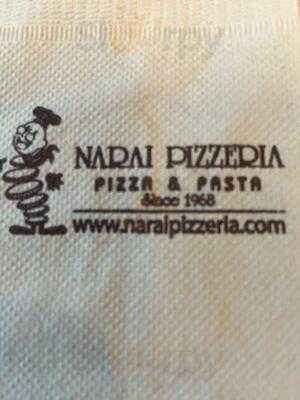 NARAI PIZZERIA
PIZZA & PASTA
Since 1968
www.naraipizzeria.com